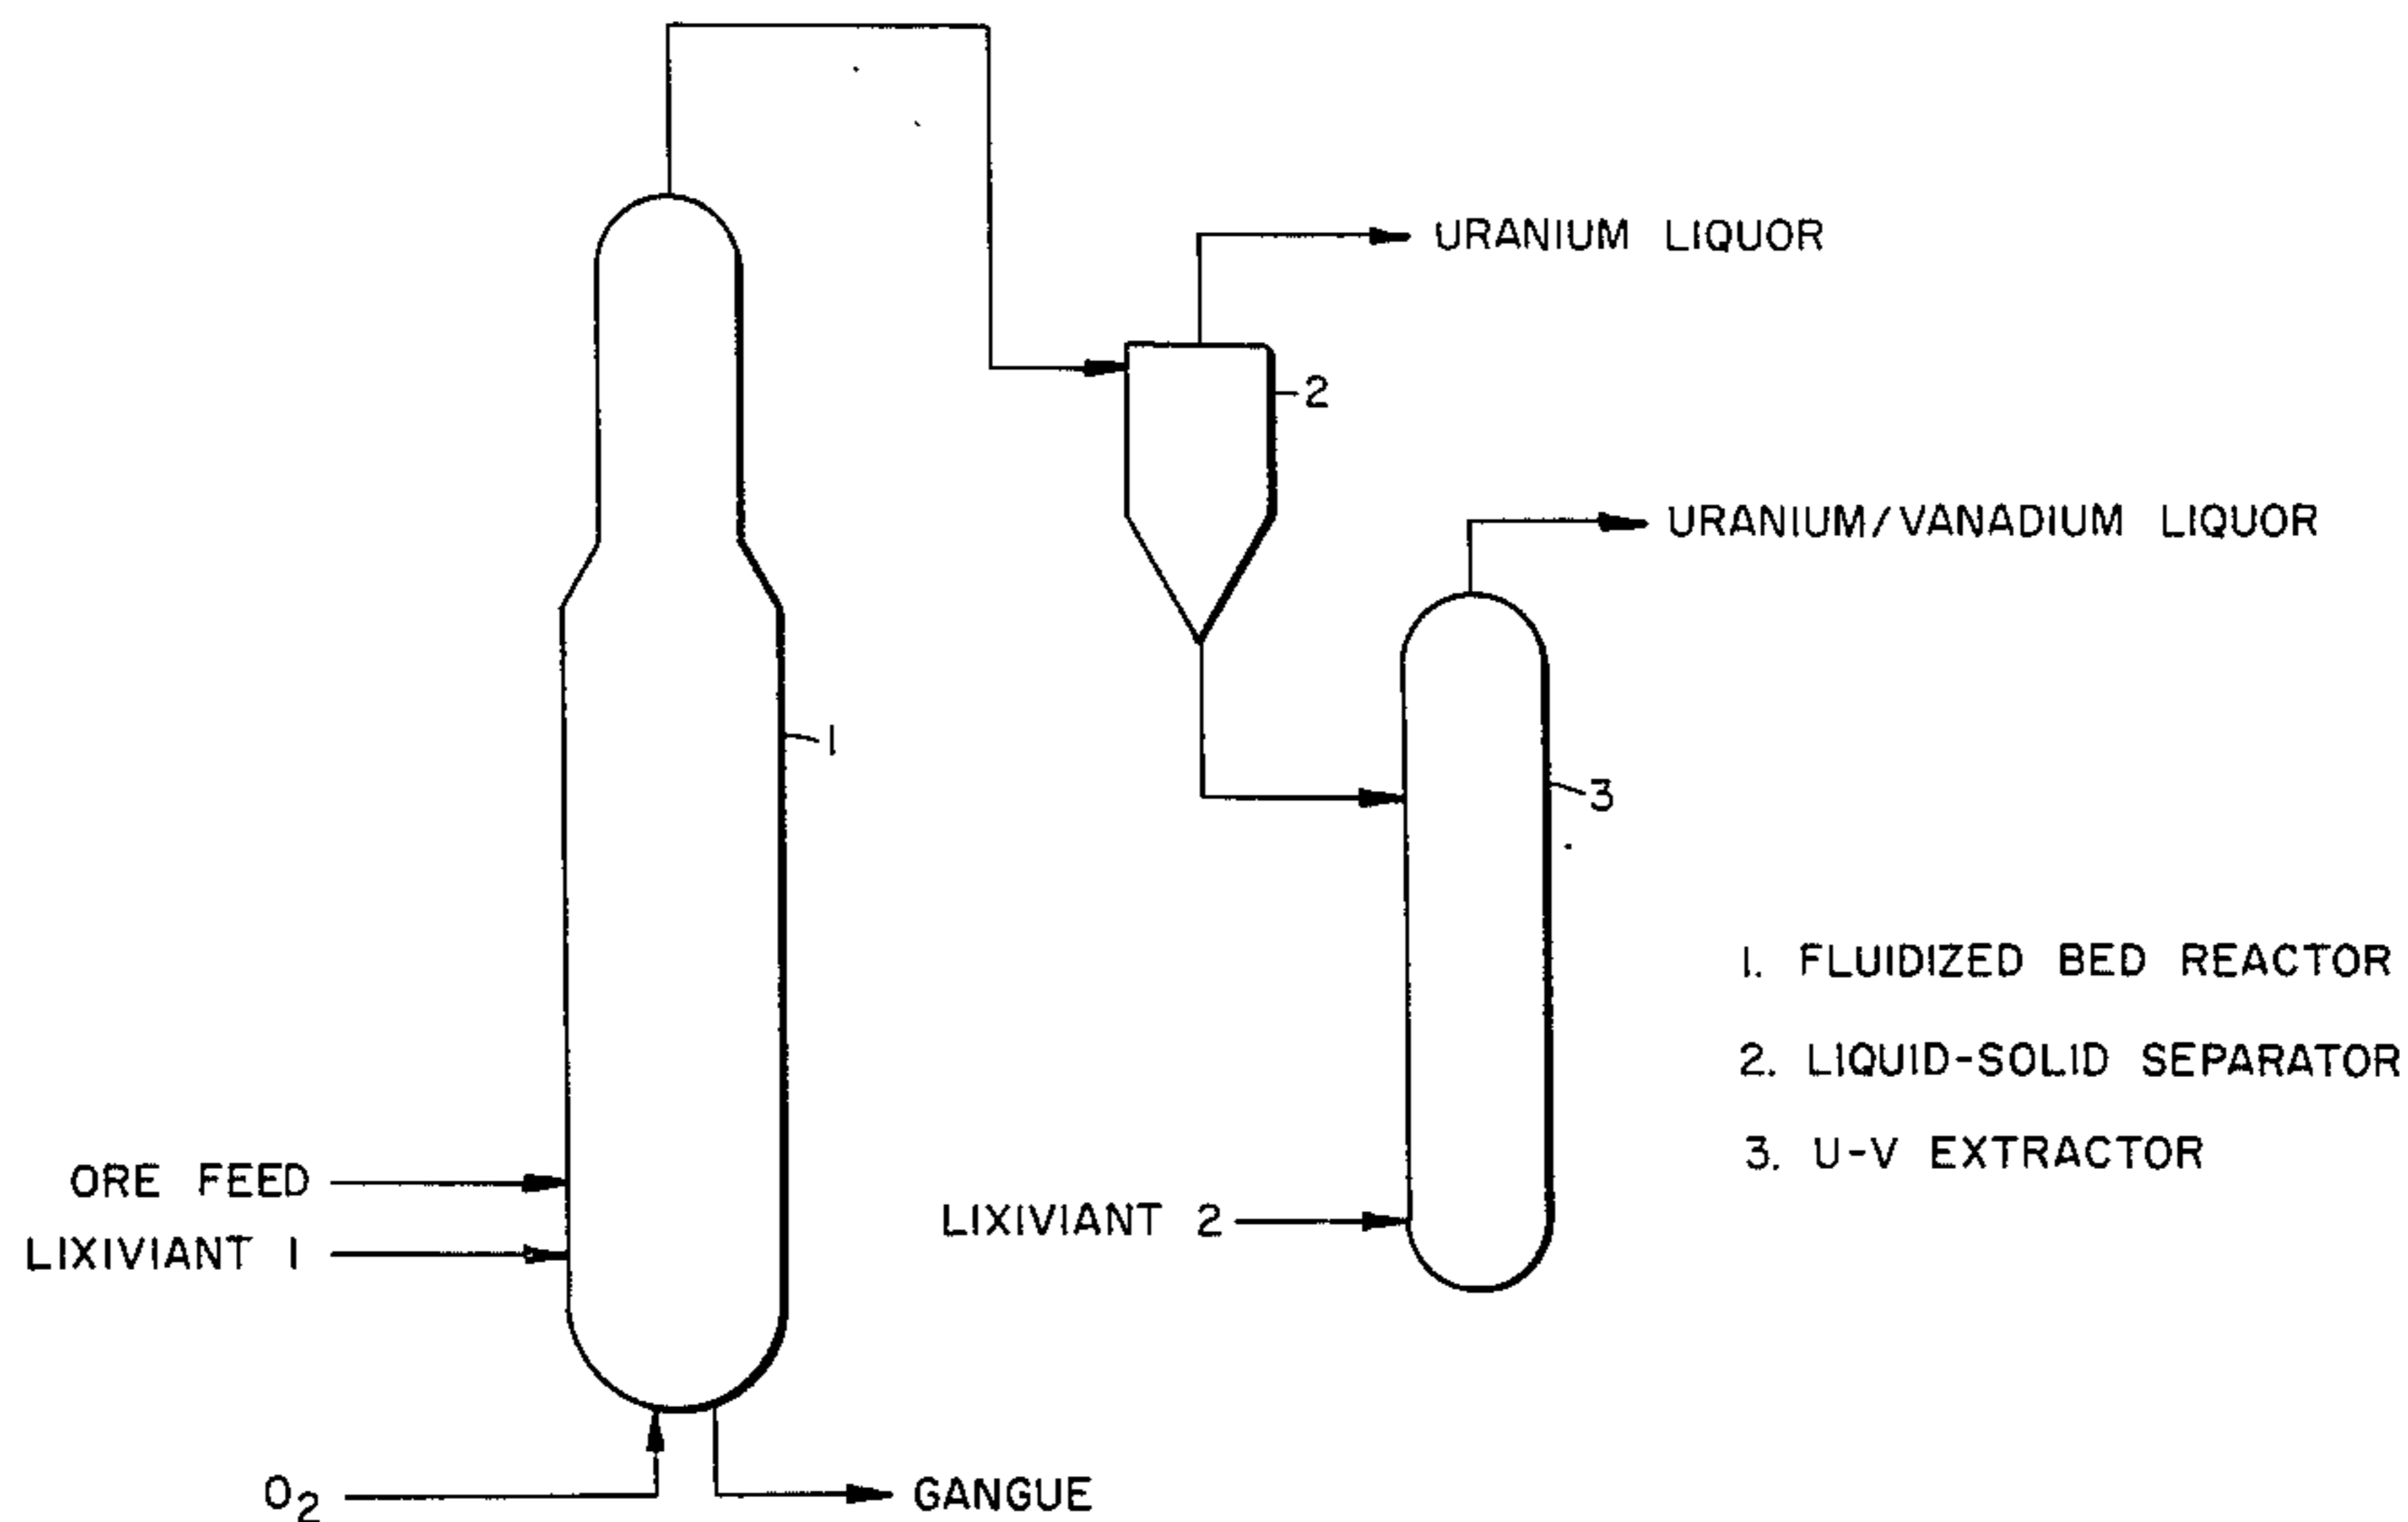 URANIUM LIQUOR
2
URANIUM/VANADIUM LIQUOR
1
3
1. FLUIDIZED BED REACTOR
2. LIQUID-SOLID SEPARATOR
3. U-V EXTRACTOR
ORE FEED
LIXIVIANT 1
LIXIVIANT 2
O2
GANGUE